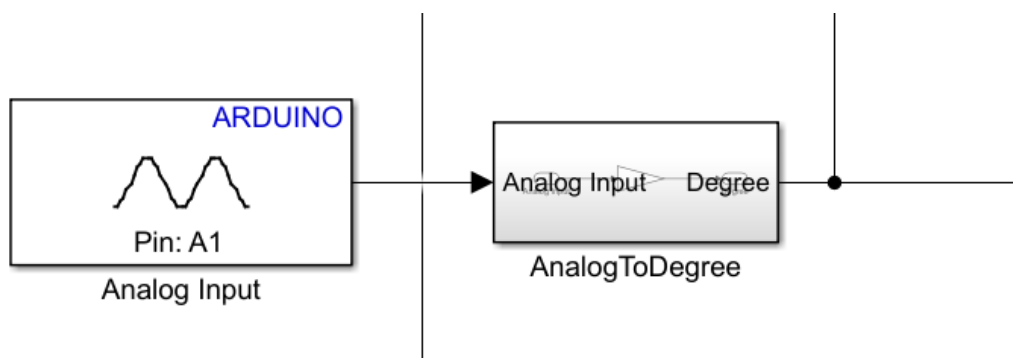 ARDUINO
Pin: A1
Analog Input
Analog Input Degree
AnalogToDegree